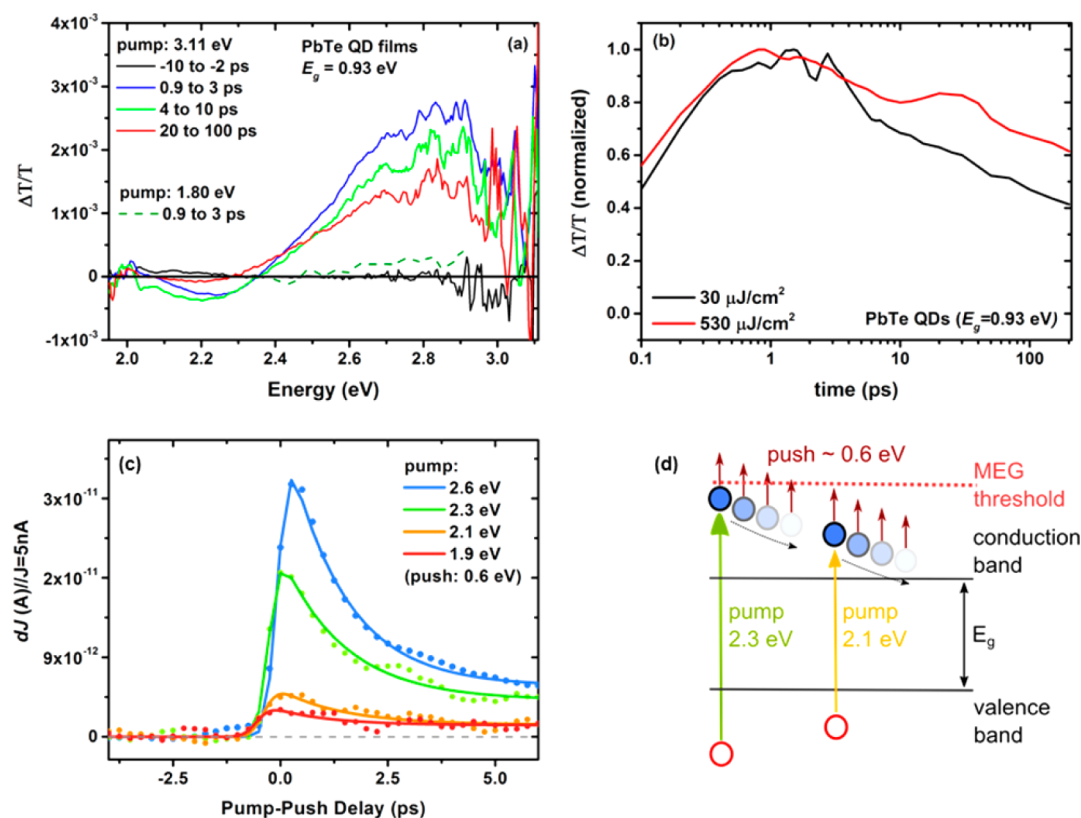 4x10⁻³
3x10⁻³
2x10⁻³
1x10⁻³
0
-1x10⁻³
ΔT/T
pump: 3.11 eV
-10 to -2 ps
0.9 to 3 ps
4 to 10 ps
20 to 100 ps
pump: 1.80 eV
0.9 to 3 ps
PbTe QD films
E_g = 0.93 eV
(a)
2.0 2.2 2.4 2.6 2.8 3.0
Energy (eV)
(b)
1.0
0.8
0.6
0.4
0.2
0.0
ΔT/T (normalized)
30 μJ/cm²
530 μJ/cm²
PbTe QDs (E_g=0.93 eV)
0.1 1 10 100
time (ps)
(c)
3x10⁻¹¹
2x10⁻¹¹
9x10⁻¹²
0
dJ (A)//J=5nA
pump:
2.6 eV
2.3 eV
2.1 eV
1.9 eV
(push: 0.6 eV)
-2.5 0.0 2.5 5.0
Pump-Push Delay (ps)
(d)
push ~ 0.6 eV
MEG
threshold
conduction
band
pump
2.3 eV
pump
2.1 eV
E_g
valence
band